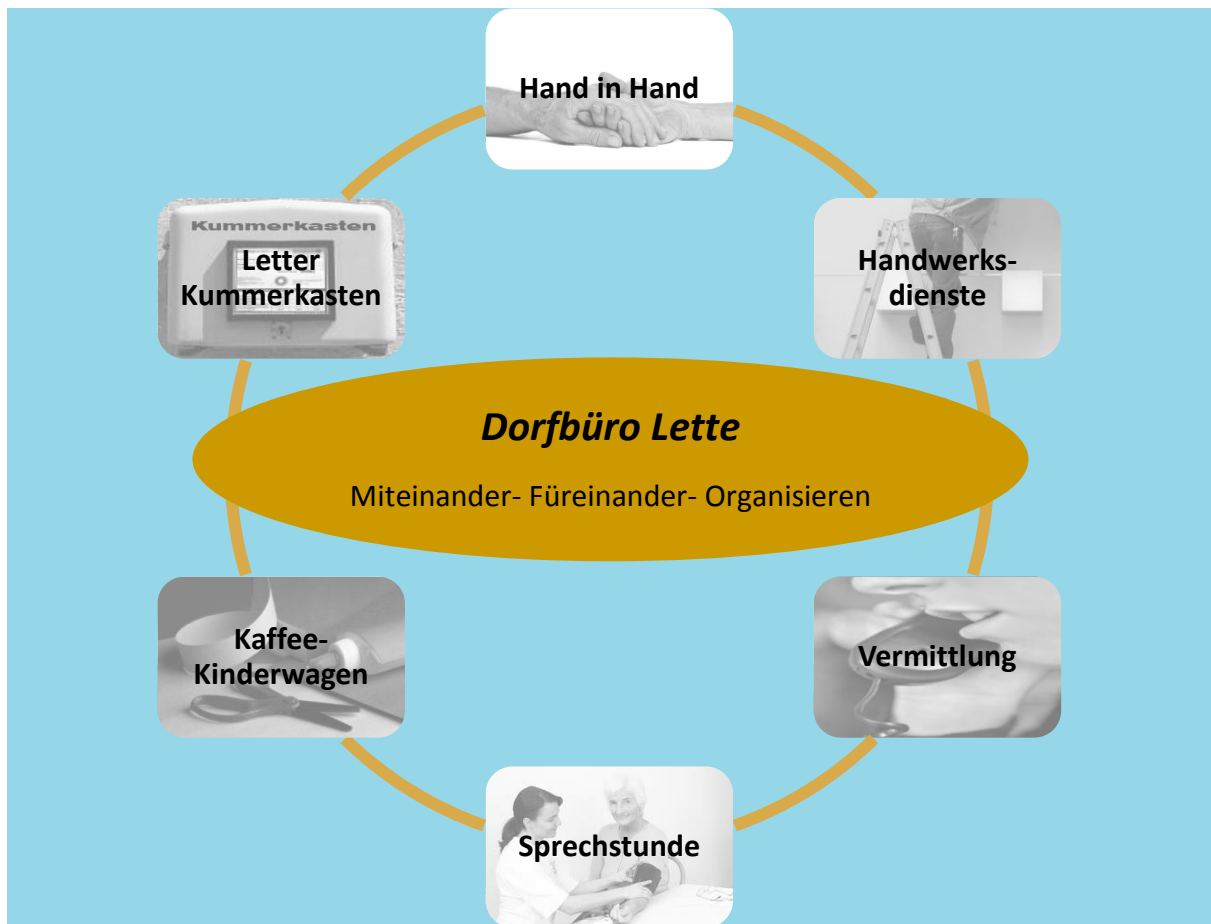 Hand in Hand
Kummerkasten
Letter
Kummerkasten
Handwerks-
dienste
Dorfbüro Lette
Miteinander- Füreinander- Organisieren
Kaffee-
Kinderwagen
Vermittlung
Sprechstunde